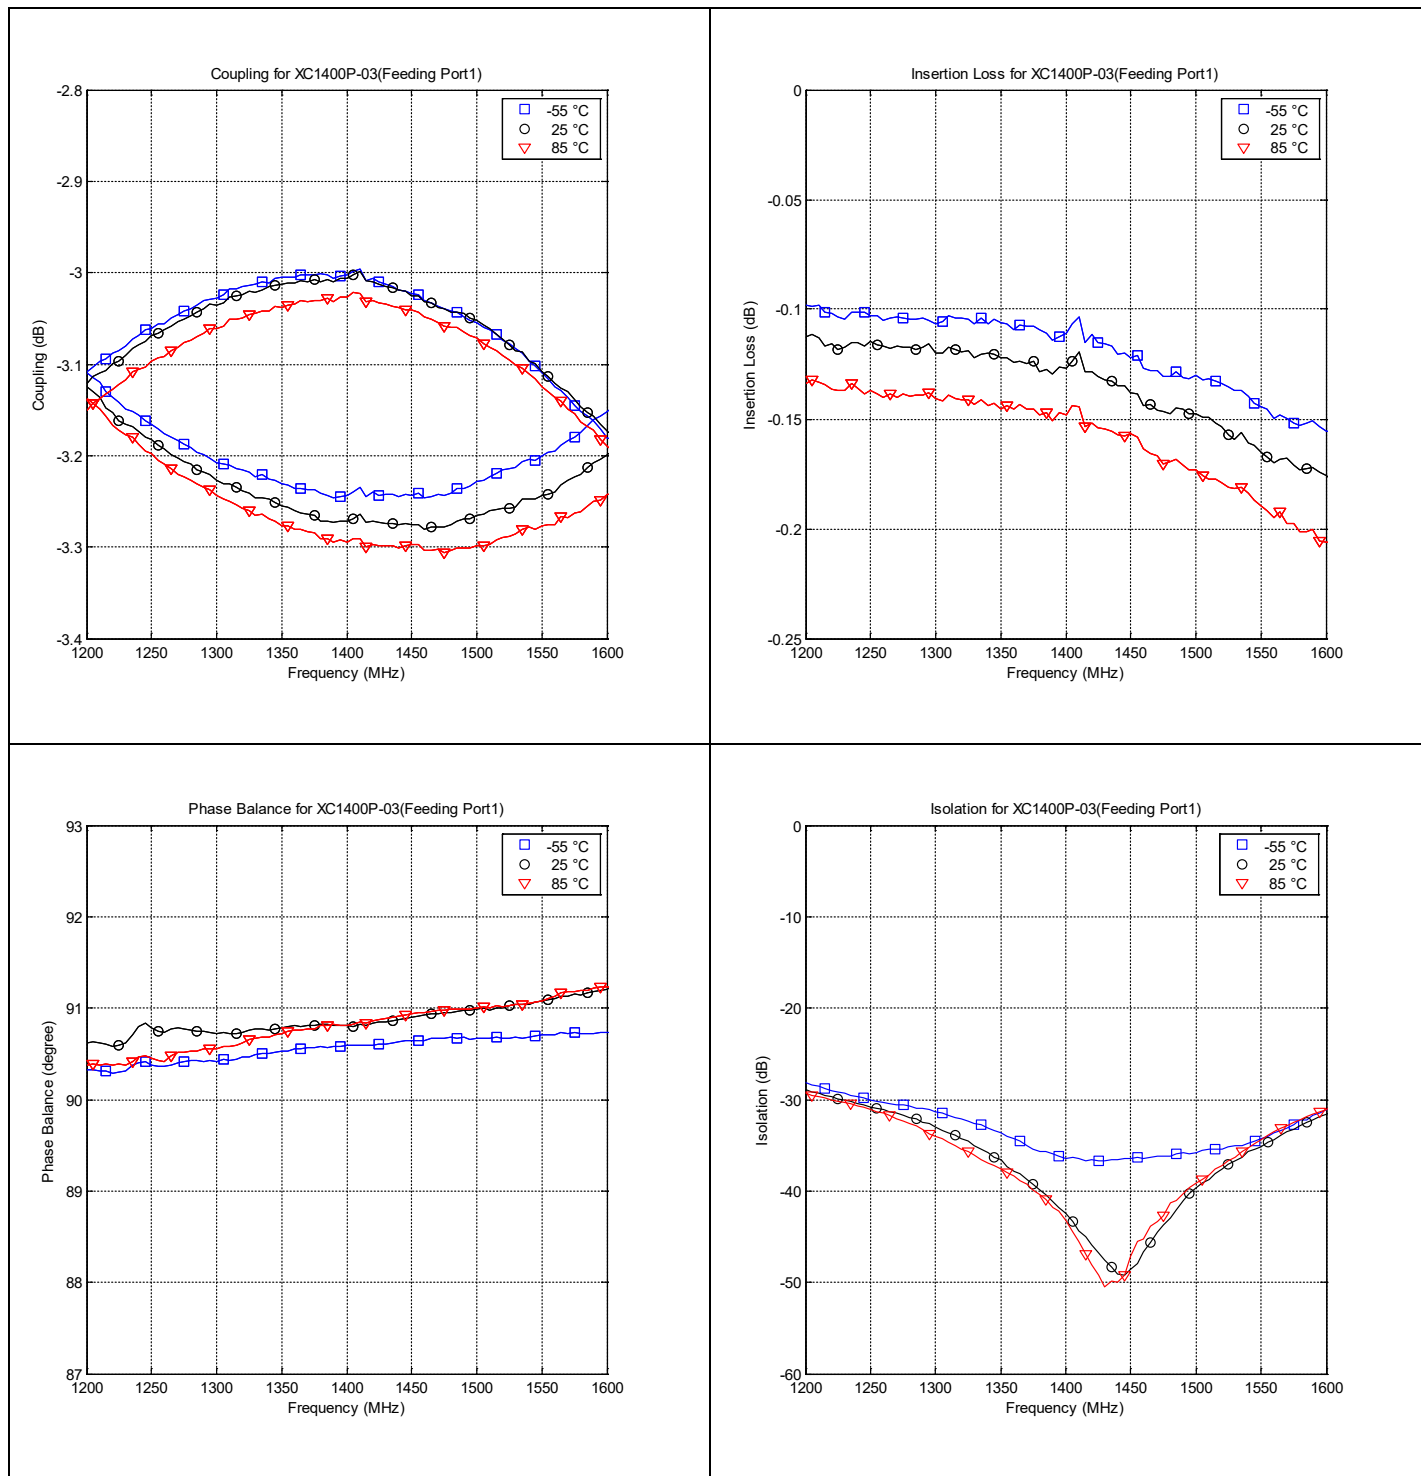 Coupling for XC1400P-03(Feeding Port1)
-2.8
-2.9
-3
-3.1
-3.2
-3.3
-3.4
Coupling (dB)
-55 °C
25 °C
85 °C
1200 1250 1300 1350 1400 1450 1500 1550 1600
Frequency (MHz)
Insertion Loss for XC1400P-03(Feeding Port1)
0
-0.05
-0.1
-0.15
-0.2
-0.25
Insertion Loss (dB)
-55 °C
25 °C
85 °C
1200 1250 1300 1350 1400 1450 1500 1550 1600
Frequency (MHz)
Phase Balance for XC1400P-03(Feeding Port1)
93
92
91
90
89
88
87
Phase Balance (degree)
-55 °C
25 °C
85 °C
1200 1250 1300 1350 1400 1450 1500 1550 1600
Frequency (MHz)
Isolation for XC1400P-03(Feeding Port1)
0
-10
-20
-30
-40
-50
-60
Isolation (dB)
-55 °C
25 °C
85 °C
1200 1250 1300 1350 1400 1450 1500 1550 1600
Frequency (MHz)